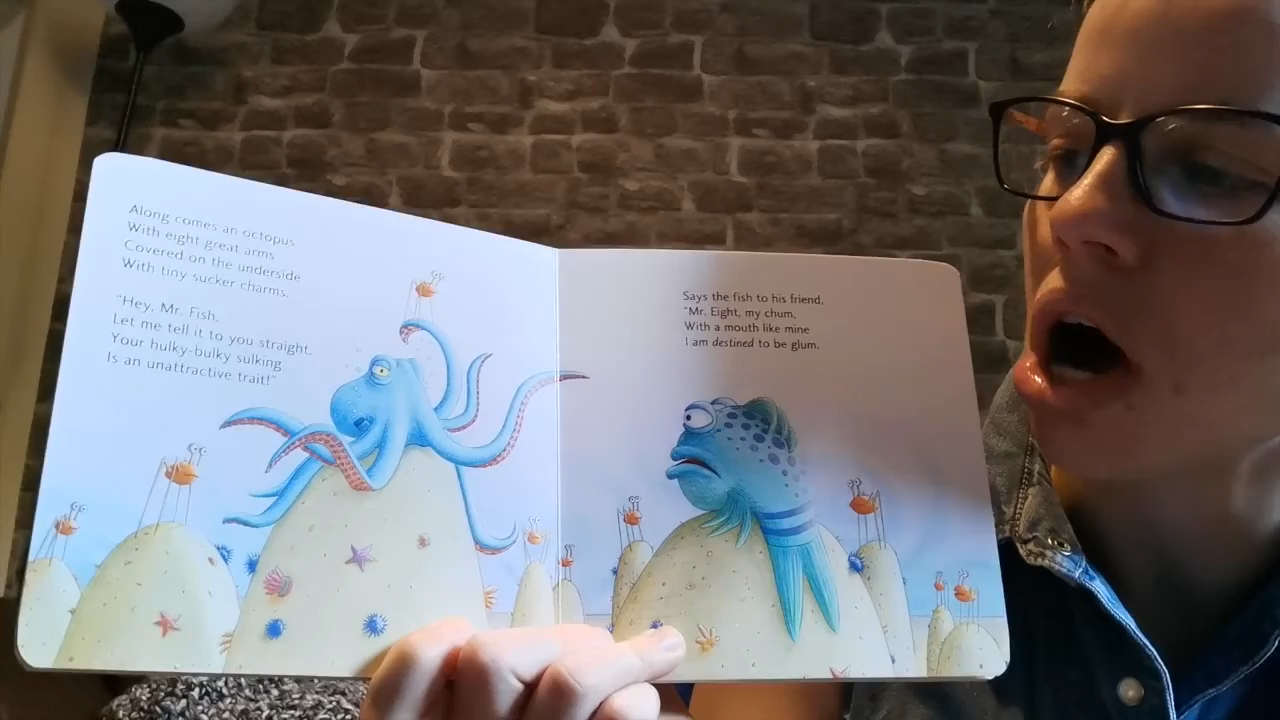 Along comes an octopus
With eight great arms
Covered on the underside
With tiny sucker charms.
"Hey, Mr. Fish,
Let me tell it to you straight.
Your hulky-bulky sulking
Is an unattractive trait!"
Says the fish to his friend,
"Mr. Eight, my chum,
With a mouth like mine
I am destined to be glum.